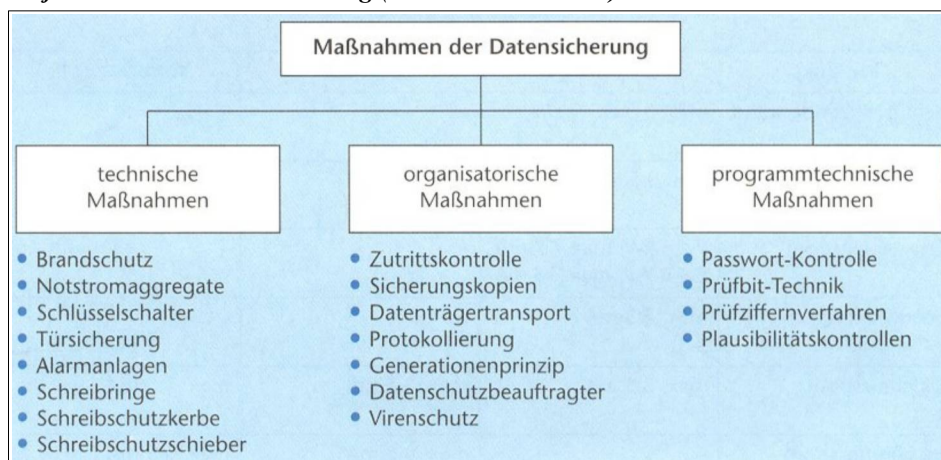 Maßnahmen der Datensicherung
technische
Maßnahmen
• Brandschutz
• Notstromaggregate
• Schlüsselschalter
• Türsicherung
• Alarmanlagen
• Schreibringe
• Schreibschutzkerbe
• Schreibschutzschieber
organisatorische
Maßnahmen
• Zutrittskontrolle
• Sicherungskopien
• Datenträgertransport
• Protokollierung
• Generationenprinzip
• Datenschutzbeauftragter
• Virenschutz
programmtechnische
Maßnahmen
• Passwort-Kontrolle
• Prüfbit-Technik
• Prüfziffernverfahren
• Plausibilitätskontrollen